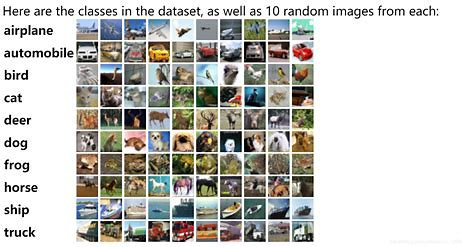 Here are the classes in the dataset, as well as 10 random images from each:
airplane
automobile
bird
cat
deer
dog
frog
horse
ship
truck